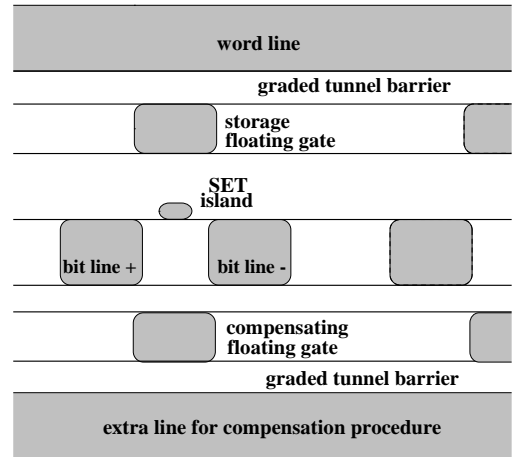 word line
graded tunnel barrier
storage
floating gate
SET
island
bit line +
bit line -
compensating
floating gate
graded tunnel barrier
extra line for compensation procedure